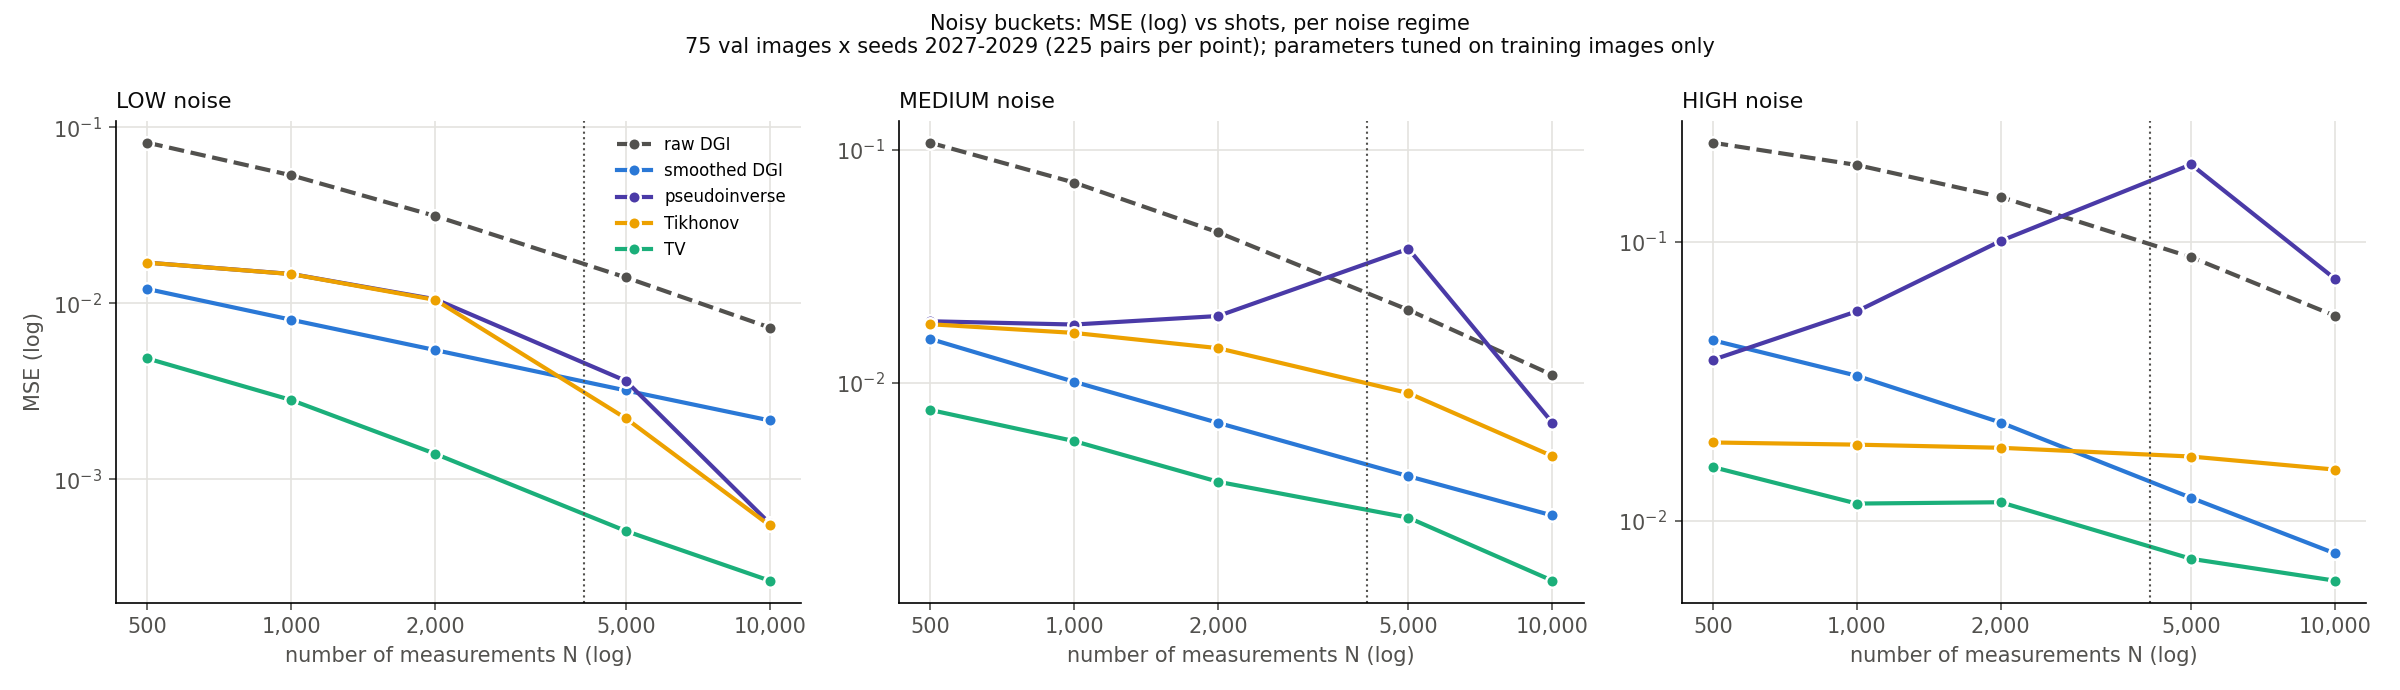 Noisy buckets: MSE (log) vs shots, per noise regime
75 val images x seeds 2027-2029 (225 pairs per point); parameters tuned on training images only
LOW noise
MSE (log)
10⁻¹
10⁻²
10⁻³
raw DGI
smoothed DGI
pseudoinverse
Tikhonov
TV
500
1,000
2,000
5,000
10,000
number of measurements N (log)
MEDIUM noise
10⁻¹
10⁻²
500
1,000
2,000
5,000
10,000
number of measurements N (log)
HIGH noise
10⁻¹
10⁻²
500
1,000
2,000
5,000
10,000
number of measurements N (log)